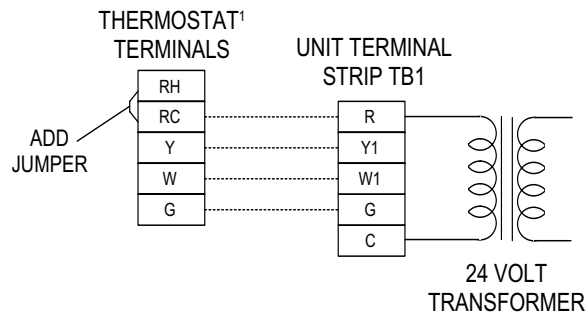 THERMOSTAT¹
TERMINALS
UNIT TERMINAL
STRIP TB1
RH
RC
Y
W
G
ADD
JUMPER
R
Y1
W1
G
C
24 VOLT
TRANSFORMER